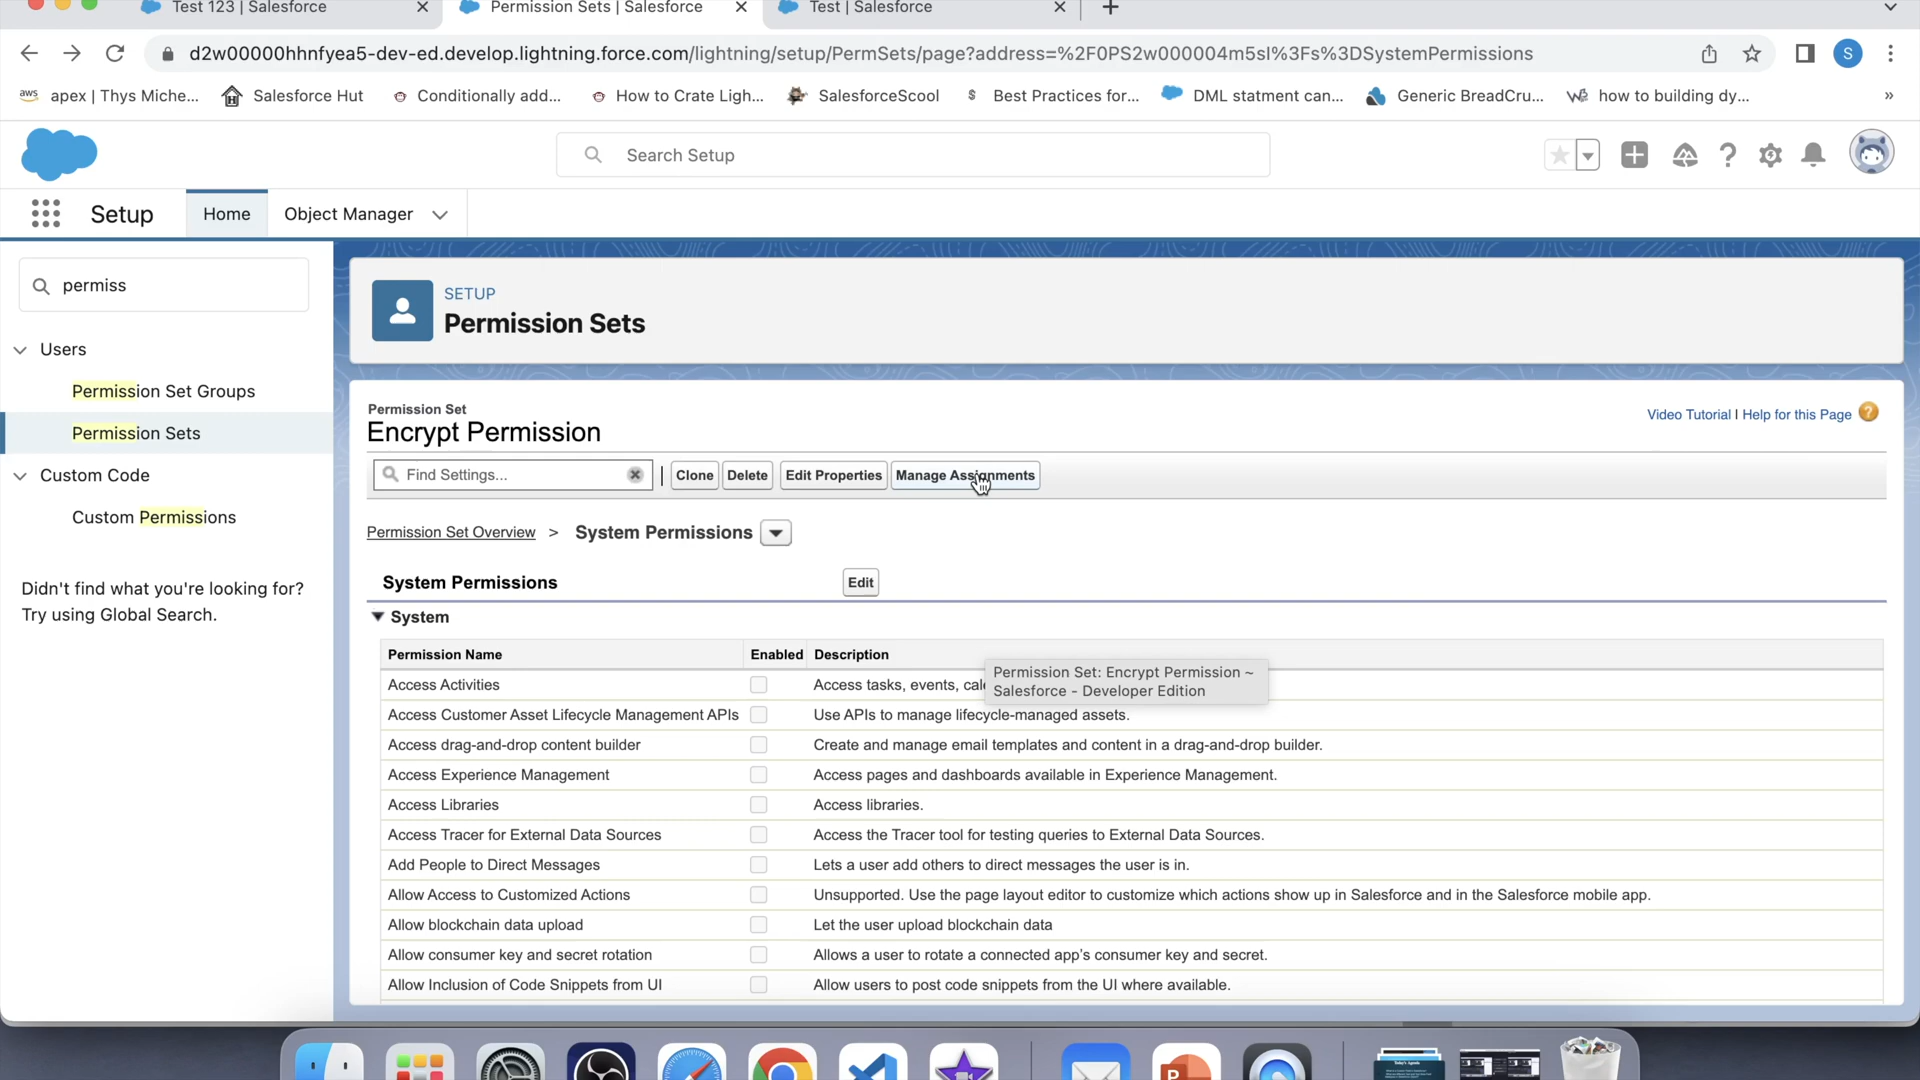 Test 123 | Salesforce
Permission Sets | Salesforce
Test | Salesforce
d2w00000hhnfyea5-dev-ed.develop.lightning.force.com/lightning/setup/PermSets/page?address=%2F0PS2w000004m5sI%3Fs%3DSystemPermissions
S
aws apex | Thys Miche...
Salesforce Hut
Conditionally add...
How to Crate Ligh...
SalesforceScool
$ Best Practices for...
DML statment can...
Generic BreadCru...
how to building dy...
»
Search Setup
Setup
Home
Object Manager
permiss
Users
Permission Set Groups
Permission Sets
Custom Code
Custom Permissions
Didn't find what you're looking for?
Try using Global Search.
SETUP
Permission Sets
Permission Set
Encrypt Permission
Video Tutorial | Help for this Page ?
Find Settings...
Clone
Delete
Edit Properties
Manage Assignments
Permission Set Overview > System Permissions
System Permissions
Edit
System
Permission Name Enabled Description
Access Activities Access tasks, events, cal
Permission Set: Encrypt Permission ~
Salesforce - Developer Edition
Access Customer Asset Lifecycle Management APIs Use APIs to manage lifecycle-managed assets.
Access drag-and-drop content builder Create and manage email templates and content in a drag-and-drop builder.
Access Experience Management Access pages and dashboards available in Experience Management.
Access Libraries Access libraries.
Access Tracer for External Data Sources Access the Tracer tool for testing queries to External Data Sources.
Add People to Direct Messages Lets a user add others to direct messages the user is in.
Allow Access to Customized Actions Unsupported. Use the page layout editor to customize which actions show up in Salesforce and in the Salesforce mobile app.
Allow blockchain data upload Let the user upload blockchain data
Allow consumer key and secret rotation Allows a user to rotate a connected app's consumer key and secret.
Allow Inclusion of Code Snippets from UI Allow users to post code snippets from the UI where available.
P